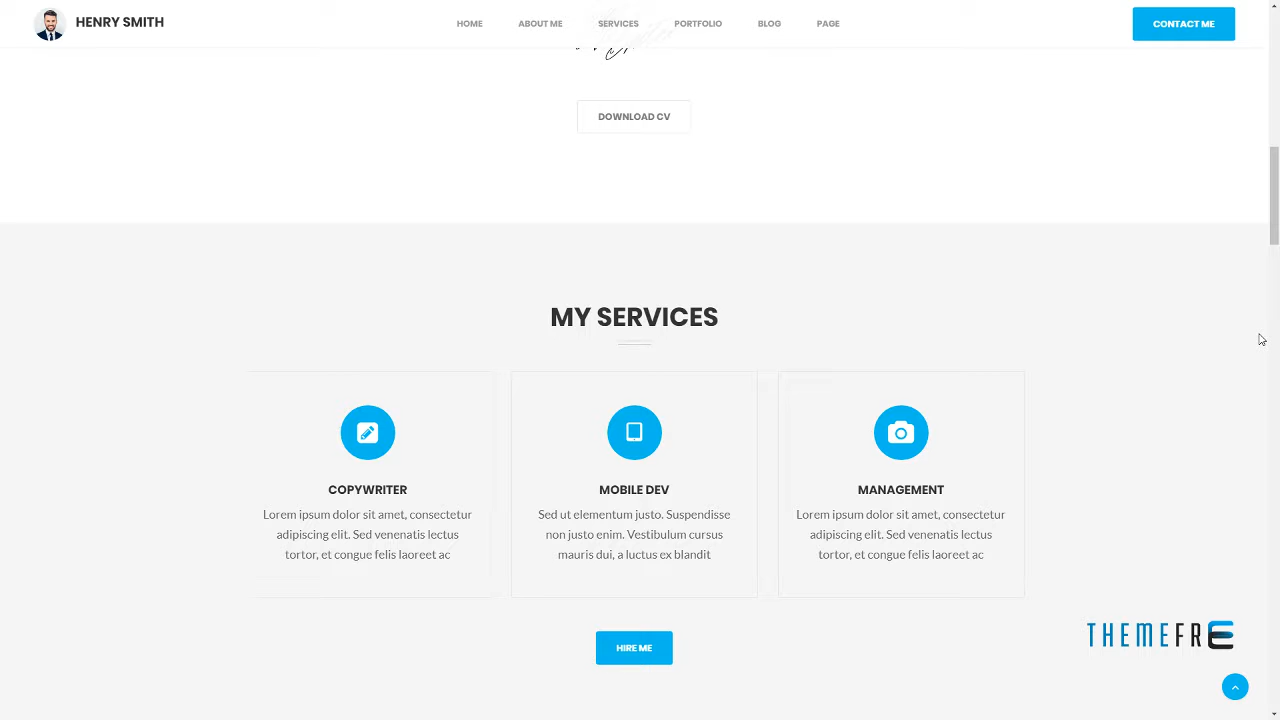 HENRY SMITH
HOME ABOUT ME SERVICES PORTFOLIO BLOG PAGE
CONTACT ME
DOWNLOAD CV
MY SERVICES
COPYWRITER
Lorem ipsum dolor sit amet, consectetur
adipiscing elit. Sed venenatis lectus
tortor, et congue felis laoreet ac
MOBILE DEV
Sed ut elementum justo. Suspendisse
non justo enim. Vestibulum cursus
mauris dui, a luctus ex blandit
MANAGEMENT
Lorem ipsum dolor sit amet, consectetur
adipiscing elit. Sed venenatis lectus
tortor, et congue felis laoreet ac
HIRE ME
THEMEFRE